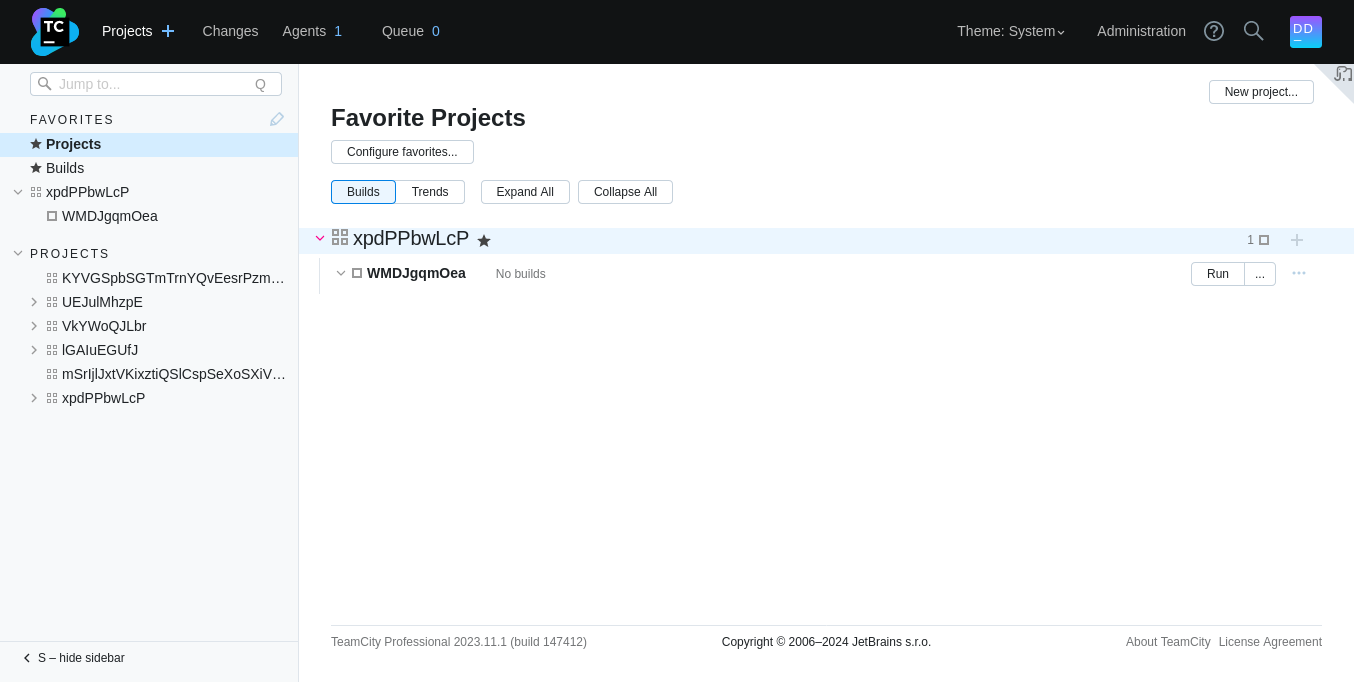 TC
Projects
Changes
Agents 1
Queue 0
Theme: System
Administration
DD
Jump to...
Q
New project...
FAVORITES
Projects
Builds
xpdPPbwLcP
WMDJgqmOea
PROJECTS
KYVGSpbSGTmTrnYQvEesrPzm...
UEJulMhzpE
VkYWoQJLbr
lGAIuEGUfJ
mSrIjlJxtVKixztiQSlCspSeXoSXiV...
xpdPPbwLcP
S – hide sidebar
Favorite Projects
Configure favorites...
Builds Trends Expand All Collapse All
xpdPPbwLcP 1
WMDJgqmOea No builds Run ...
TeamCity Professional 2023.11.1 (build 147412) Copyright © 2006–2024 JetBrains s.r.o. About TeamCity License Agreement